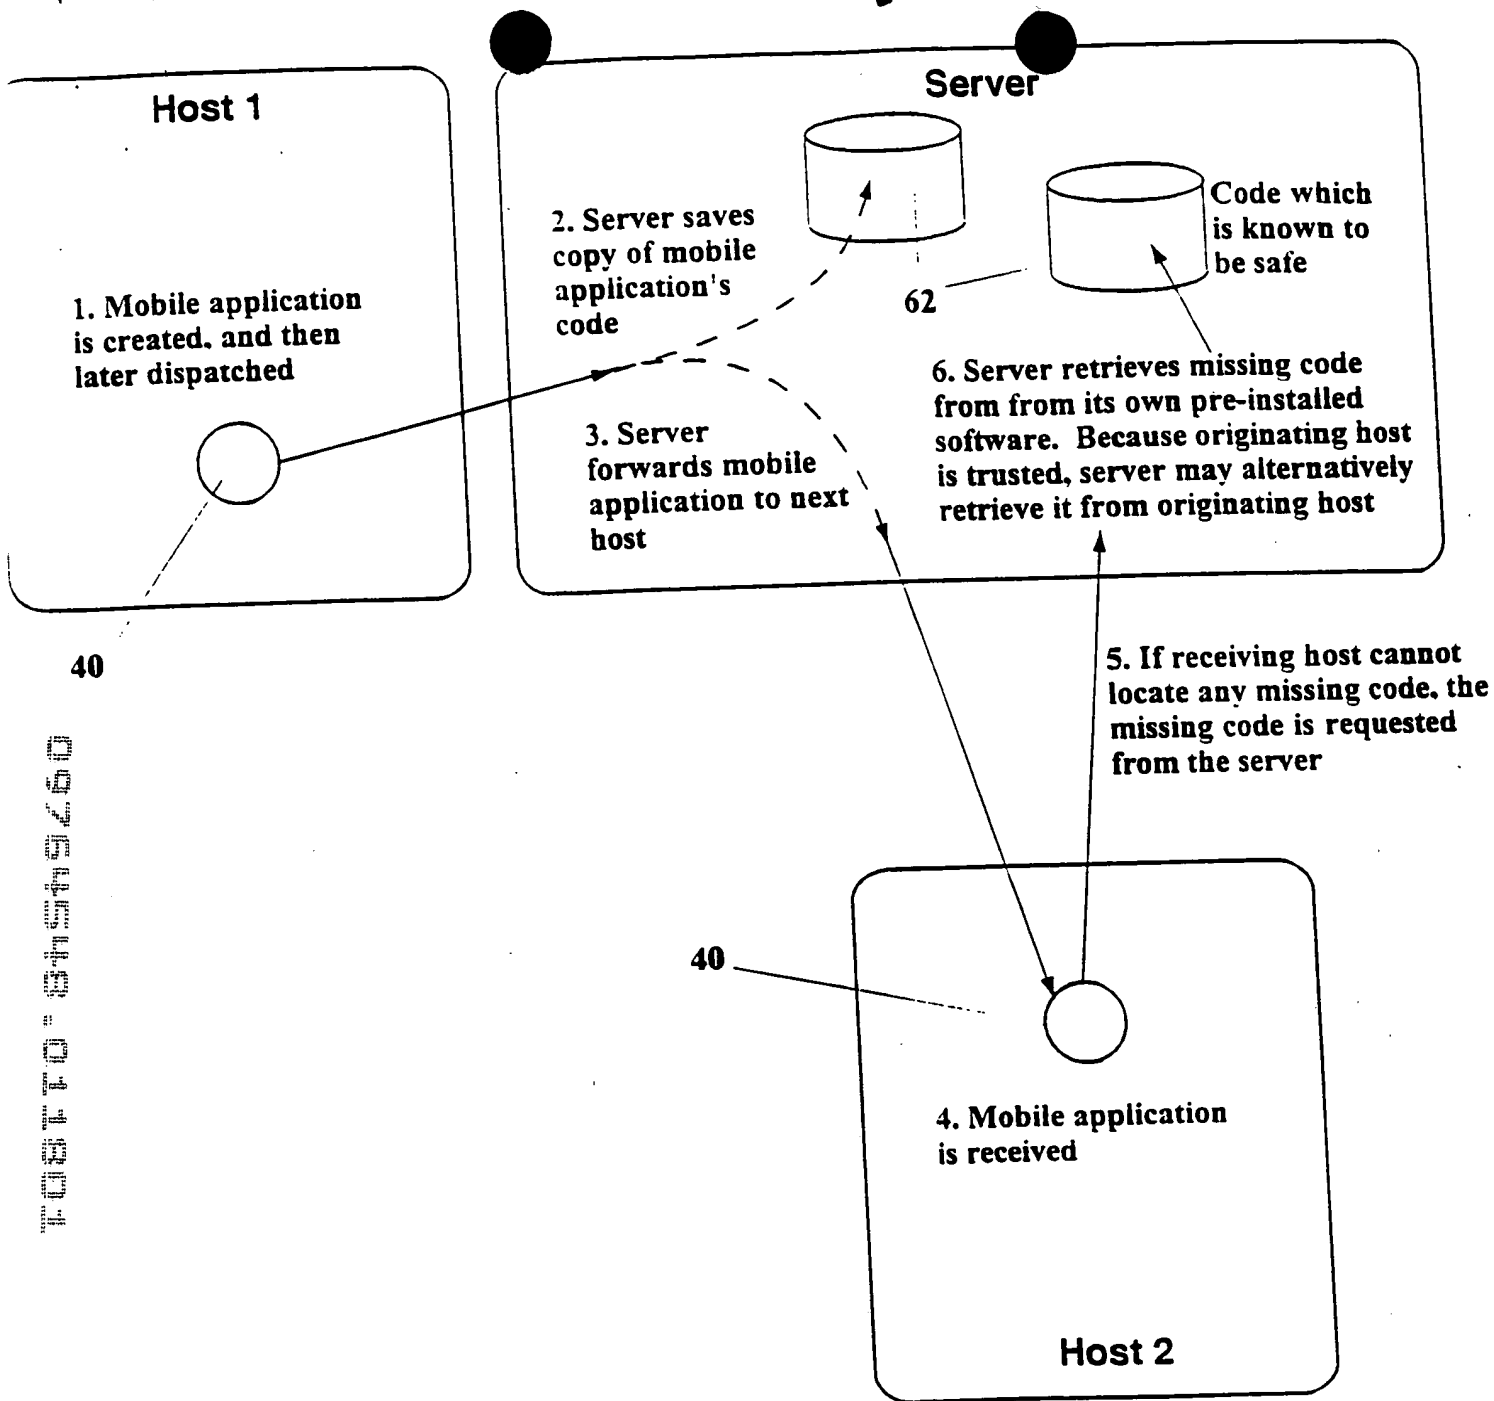 Host 1
Server
1. Mobile application
is created, and then
later dispatched
2. Server saves
copy of mobile
application's
code
Code which
is known to
be safe
62
3. Server
forwards mobile
application to next
host
6. Server retrieves missing code
from from its own pre-installed
software. Because originating host
is trusted, server may alternatively
retrieve it from originating host
40
5. If receiving host cannot
locate any missing code, the
missing code is requested
from the server
40
4. Mobile application
is received
Host 2
09764548.011801